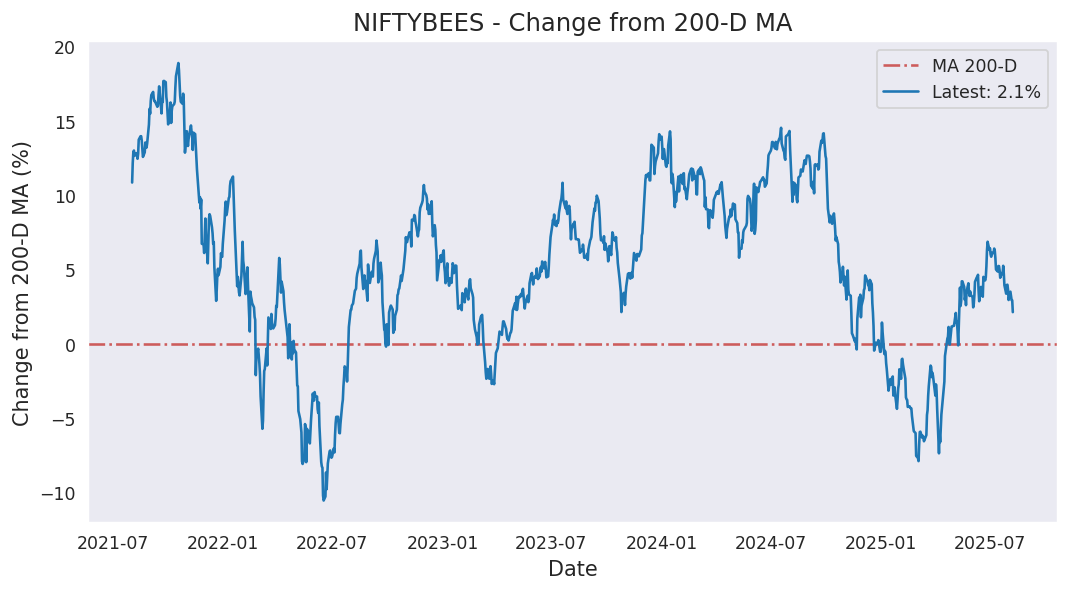 NIFTYBEES - Change from 200-D MA
MA 200-D
Latest: 2.1%
Change from 200-D MA (%)
20
15
10
5
0
−5
−10
2021-07 2022-01 2022-07 2023-01 2023-07 2024-01 2024-07 2025-01 2025-07
Date